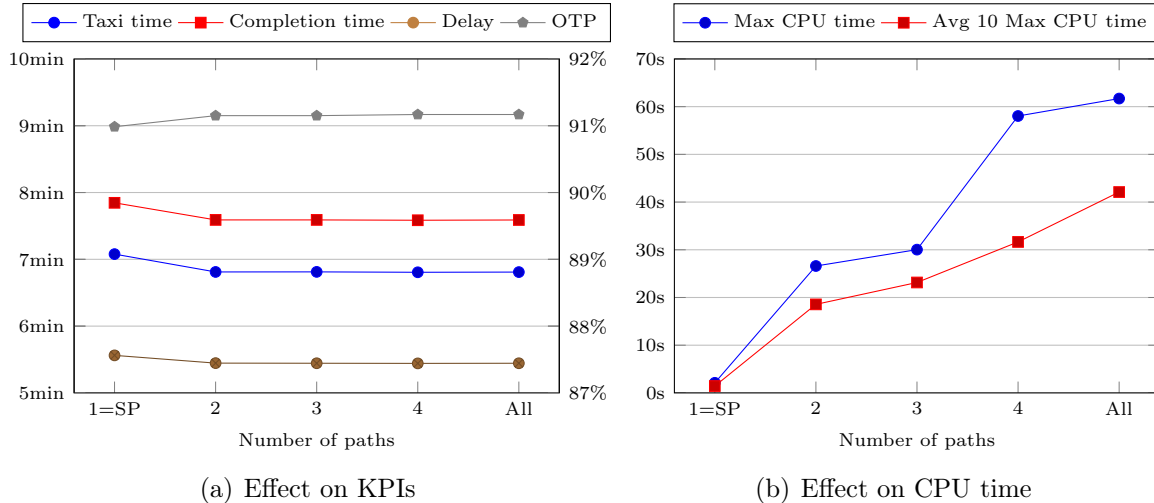 Taxi time Completion time Delay OTP
10min
9min
8min
7min
6min
5min
92%
91%
90%
89%
88%
87%
1=SP 2 3 4 All
Number of paths
(a) Effect on KPIs
Max CPU time Avg 10 Max CPU time
70s
60s
50s
40s
30s
20s
10s
0s
1=SP 2 3 4 All
Number of paths
(b) Effect on CPU time